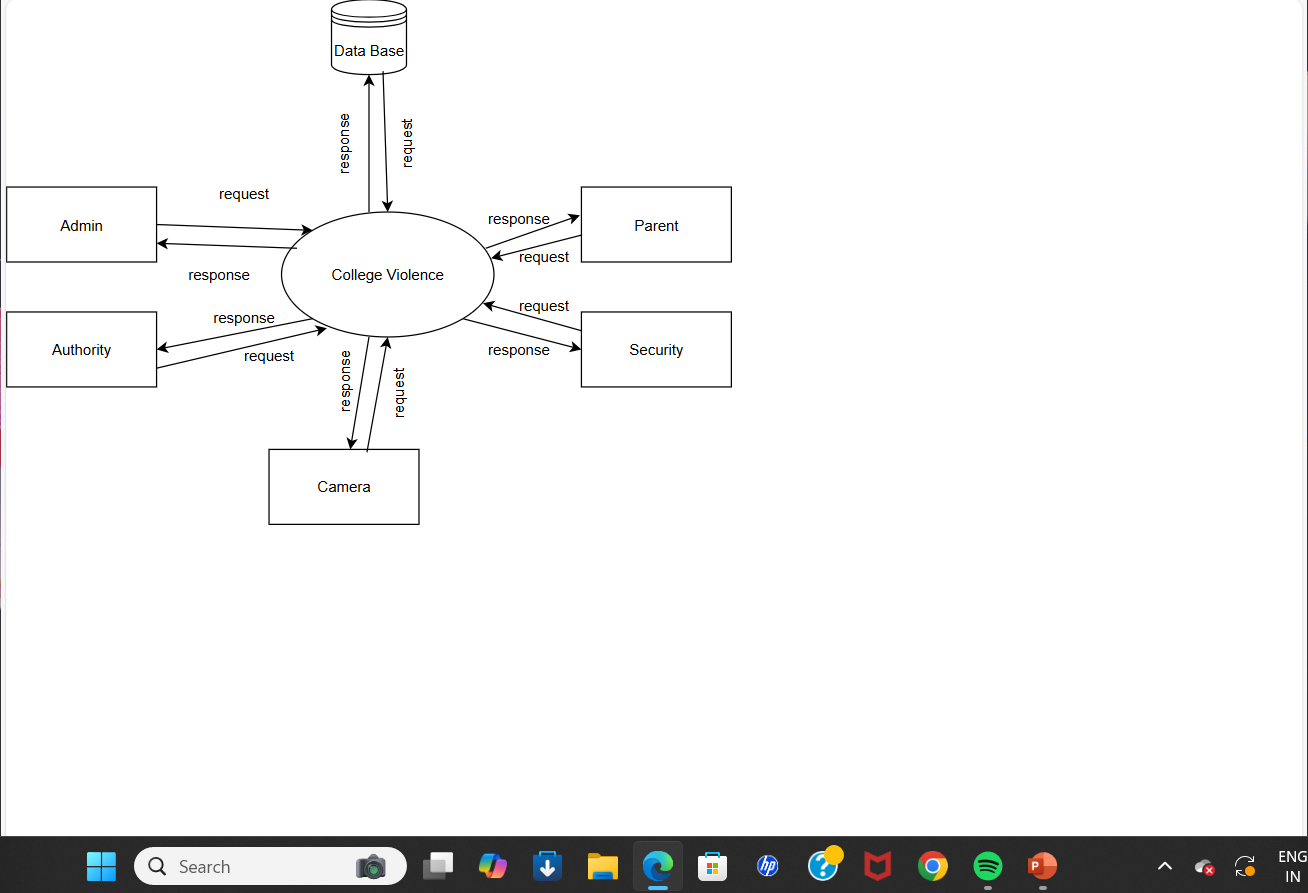 Data Base
response
request
request
Admin
response
Parent
request
response
College Violence
request
response
Authority
request
response
Security
response
request
Camera
Search
hp
?
P
ENG
IN